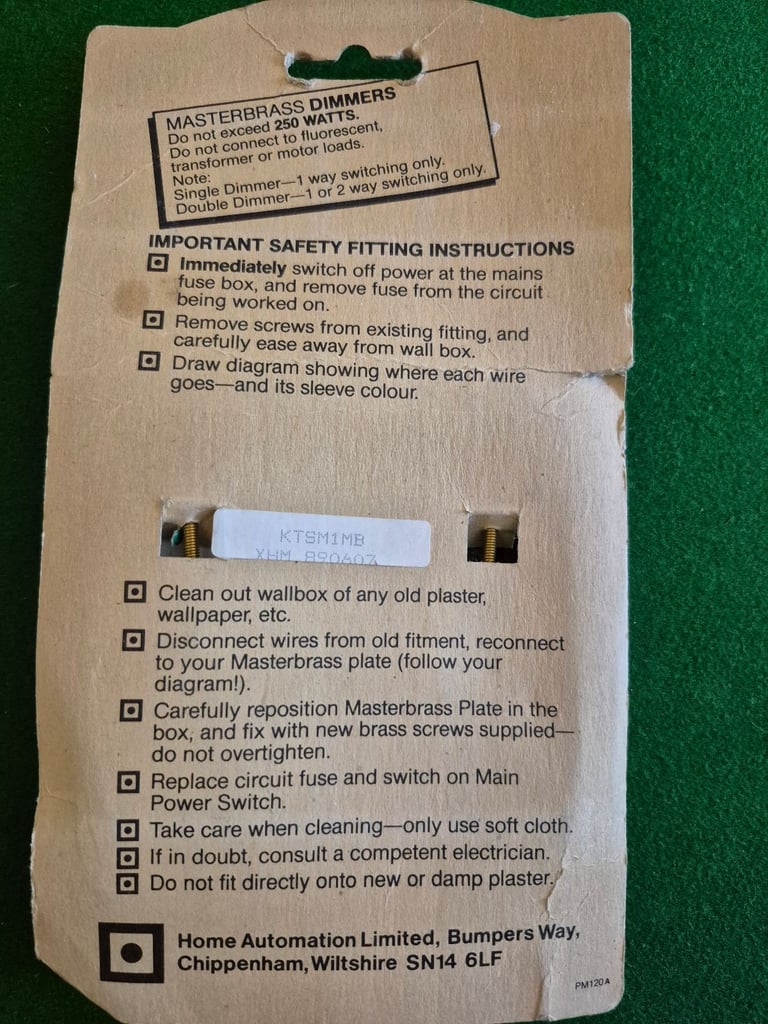 MASTERBRASS DIMMERS
Do not exceed 250 WATTS.
Do not connect to fluorescent,
transformer or motor loads.
Note:
Single Dimmer—1 way switching only.
Double Dimmer—1 or 2 way switching only.
IMPORTANT SAFETY FITTING INSTRUCTIONS
Immediately switch off power at the mains
fuse box, and remove fuse from the circuit
being worked on.
Remove screws from existing fitting, and
carefully ease away from wall box.
Draw diagram showing where each wire
goes—and its sleeve colour.
KTSM1MB
XHM
Clean out wallbox of any old plaster,
wallpaper, etc.
Disconnect wires from old fitment, reconnect
to your Masterbrass plate (follow your
diagram!).
Carefully reposition Masterbrass Plate in the
box, and fix with new brass screws supplied—
do not overtighten.
Replace circuit fuse and switch on Main
Power Switch.
Take care when cleaning—only use soft cloth.
If in doubt, consult a competent electrician.
Do not fit directly onto new or damp plaster.
Home Automation Limited, Bumpers Way,
Chippenham, Wiltshire SN14 6LF
PM120A